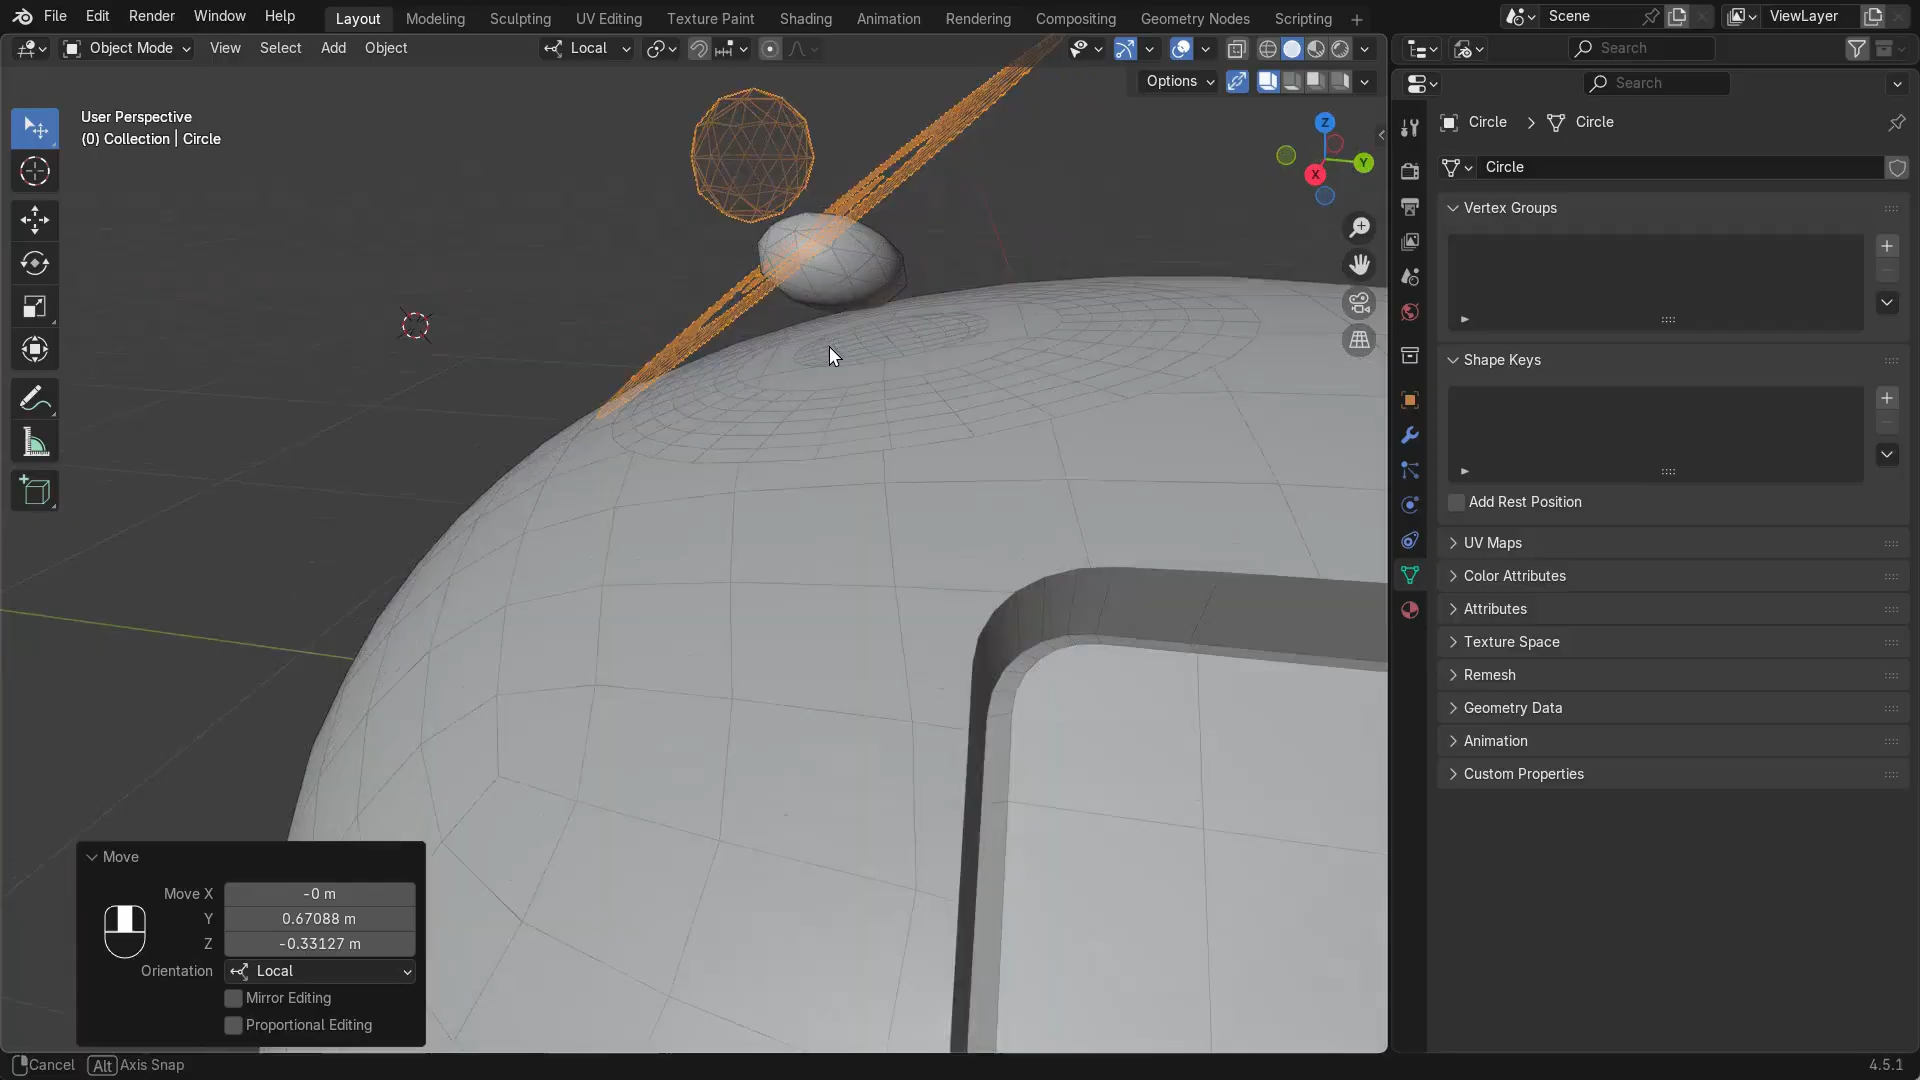 File Edit Render Window Help Layout Modeling Sculpting UV Editing Texture Paint Shading Animation Rendering Compositing Geometry Nodes Scripting + Scene ViewLayer
Object Mode View Select Add Object Local Search
Options Search
User Perspective
(0) Collection | Circle
Z
Y
X
Circle > Circle
Circle
Vertex Groups
Shape Keys
Add Rest Position
UV Maps
Color Attributes
Attributes
Texture Space
Remesh
Geometry Data
Animation
Custom Properties
Move
Move X -0 m
Y 0.67088 m
Z -0.33127 m
Orientation Local
Mirror Editing
Proportional Editing
Cancel Alt Axis Snap 4.5.1